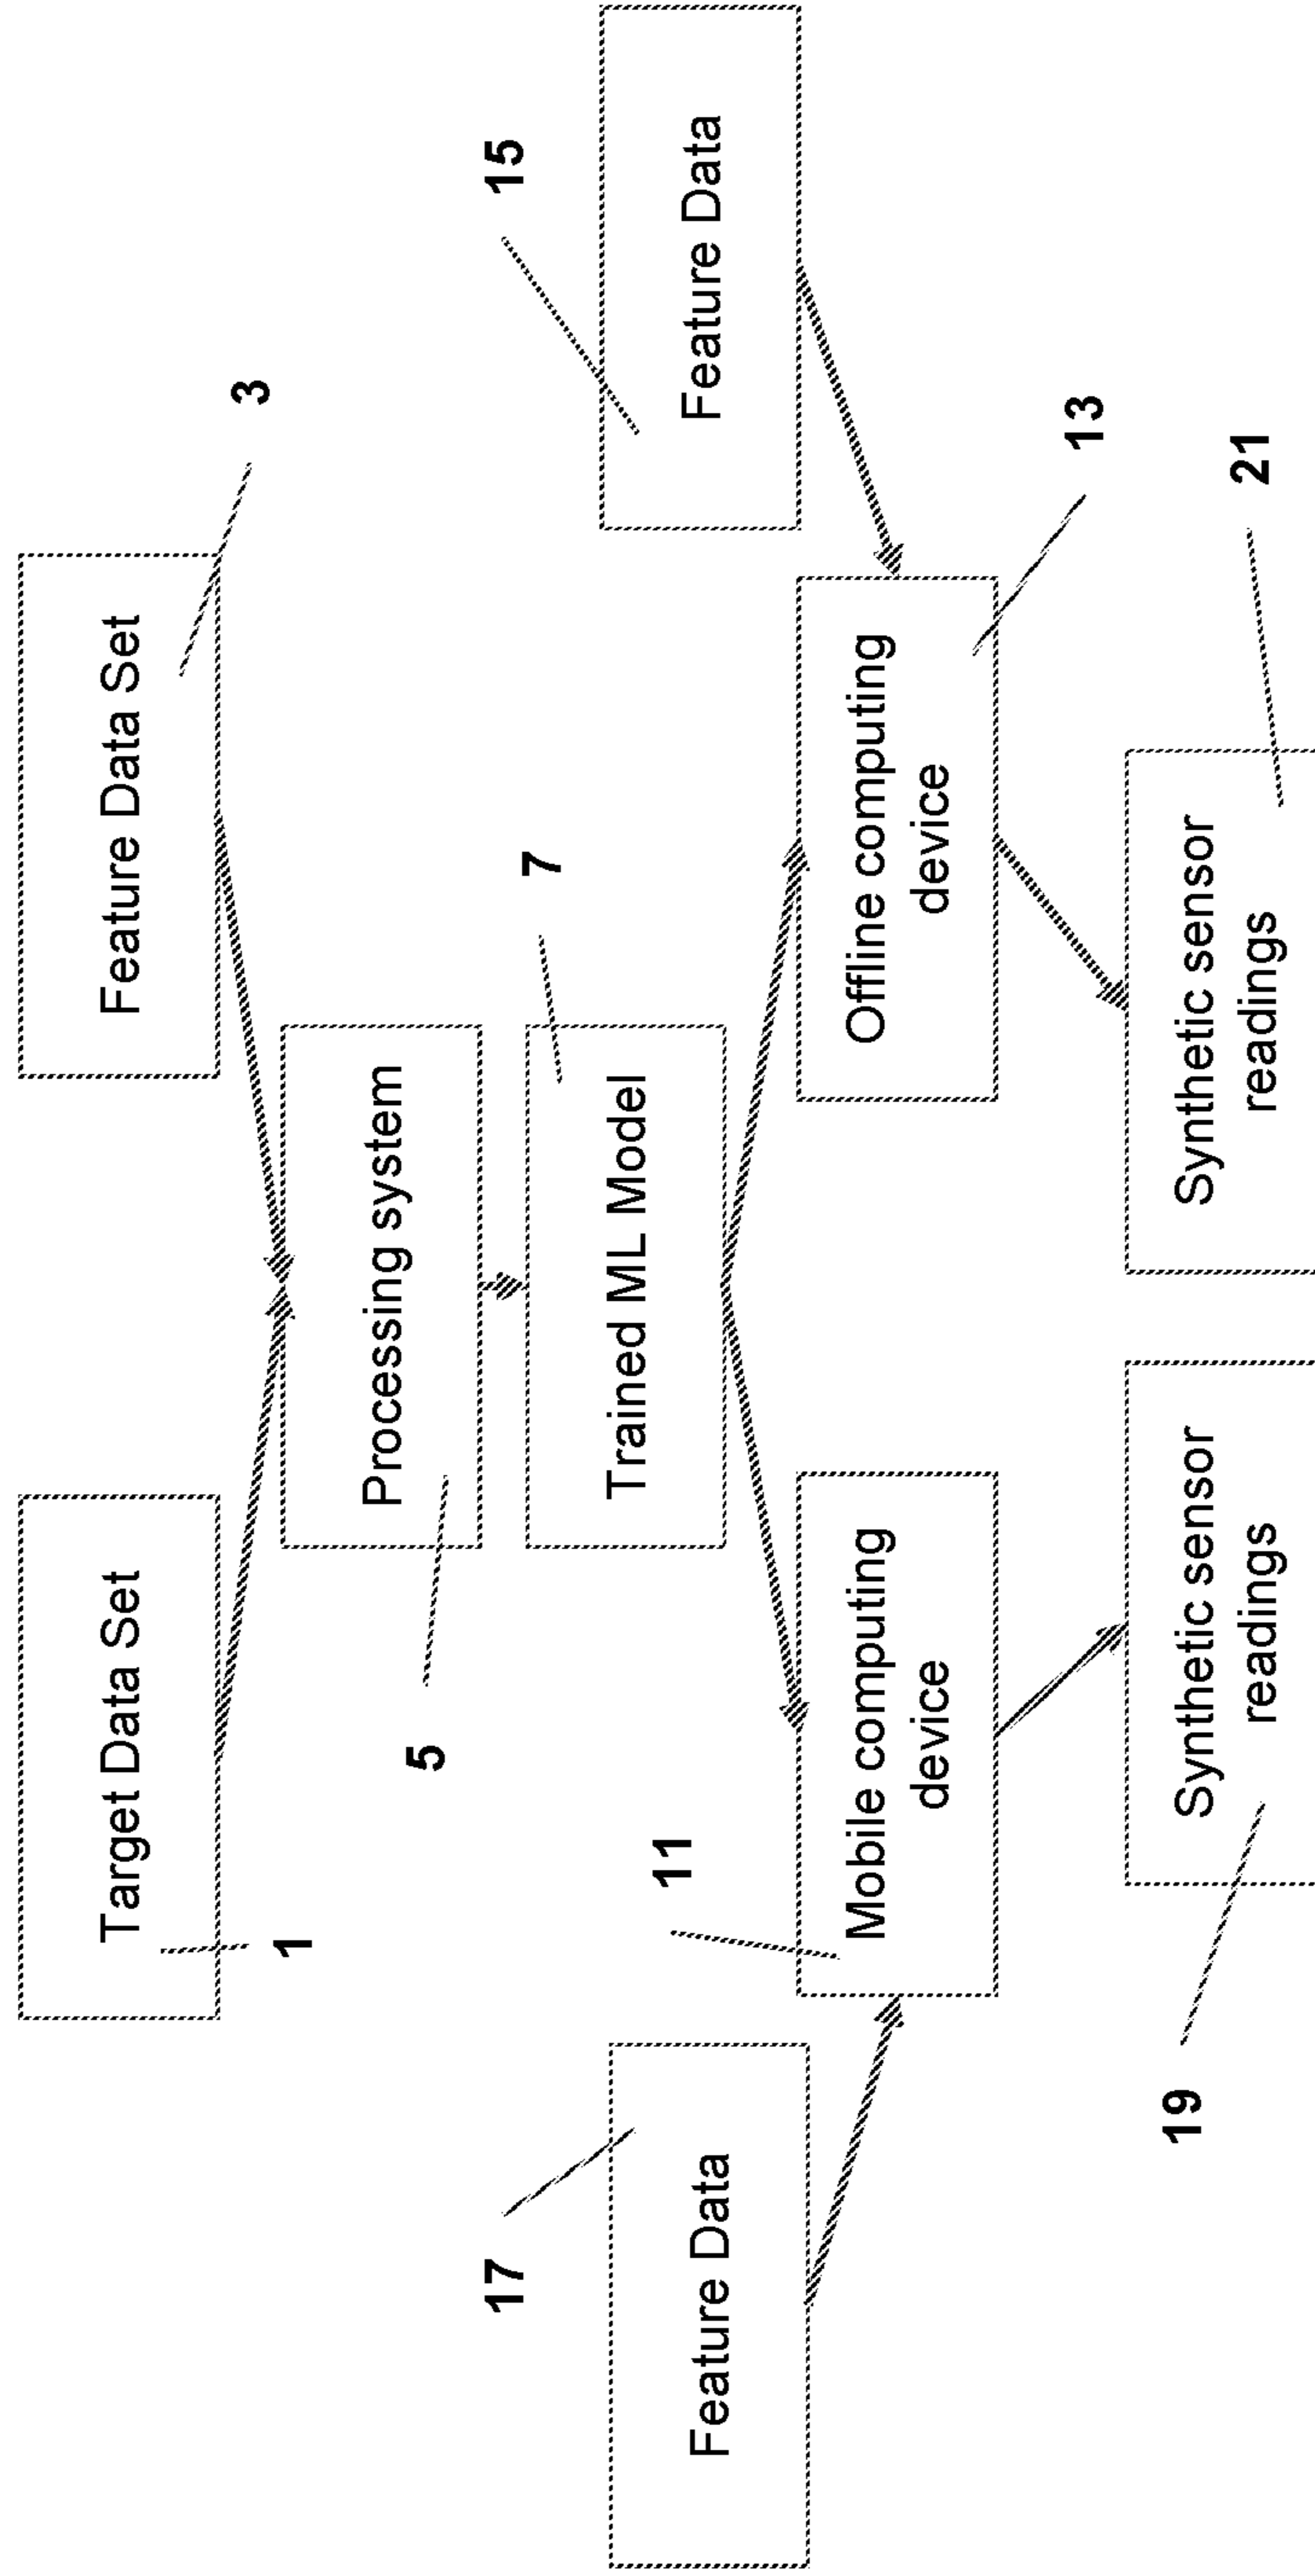 Target Data Set
Feature Data Set
1
3
Processing system
5
7
Trained ML Model
17
15
Feature Data
Feature Data
11
Mobile computing
device
Offline computing
device
13
19
Synthetic sensor
readings
Synthetic sensor
readings
21